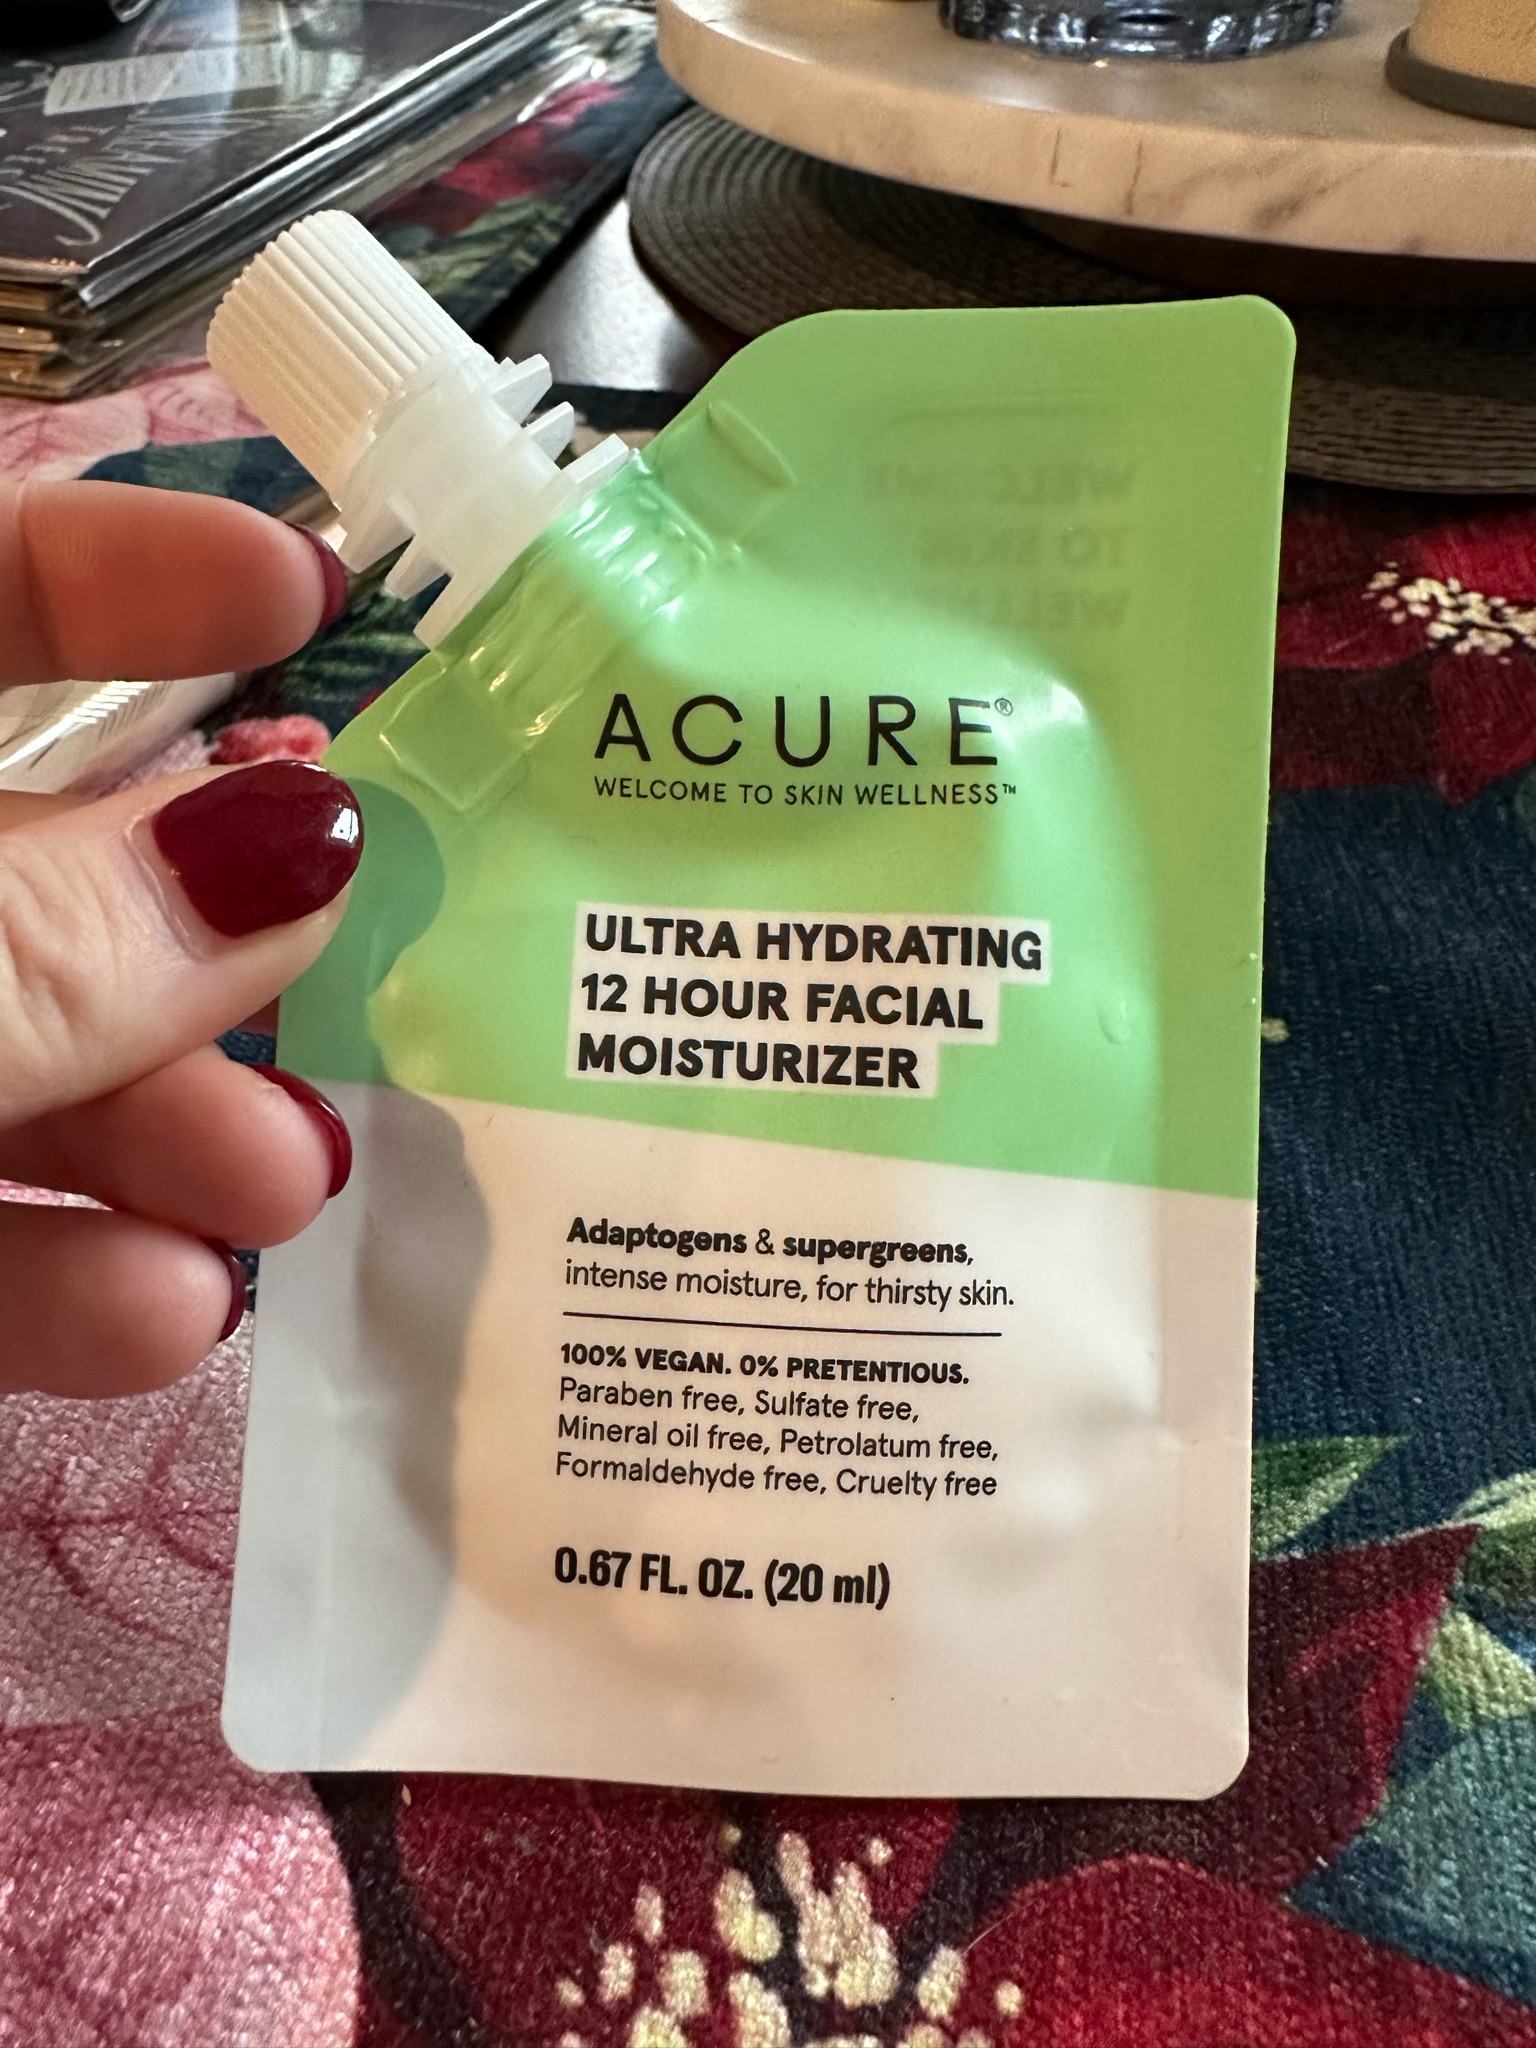 ACURE®
WELCOME TO SKIN WELLNESS™
ULTRA HYDRATING
12 HOUR FACIAL
MOISTURIZER
Adaptogens & supergreens,
intense moisture, for thirsty skin.
100% VEGAN. 0% PRETENTIOUS.
Paraben free, Sulfate free,
Mineral oil free, Petrolatum free,
Formaldehyde free, Cruelty free
0.67 FL. OZ. (20 ml)